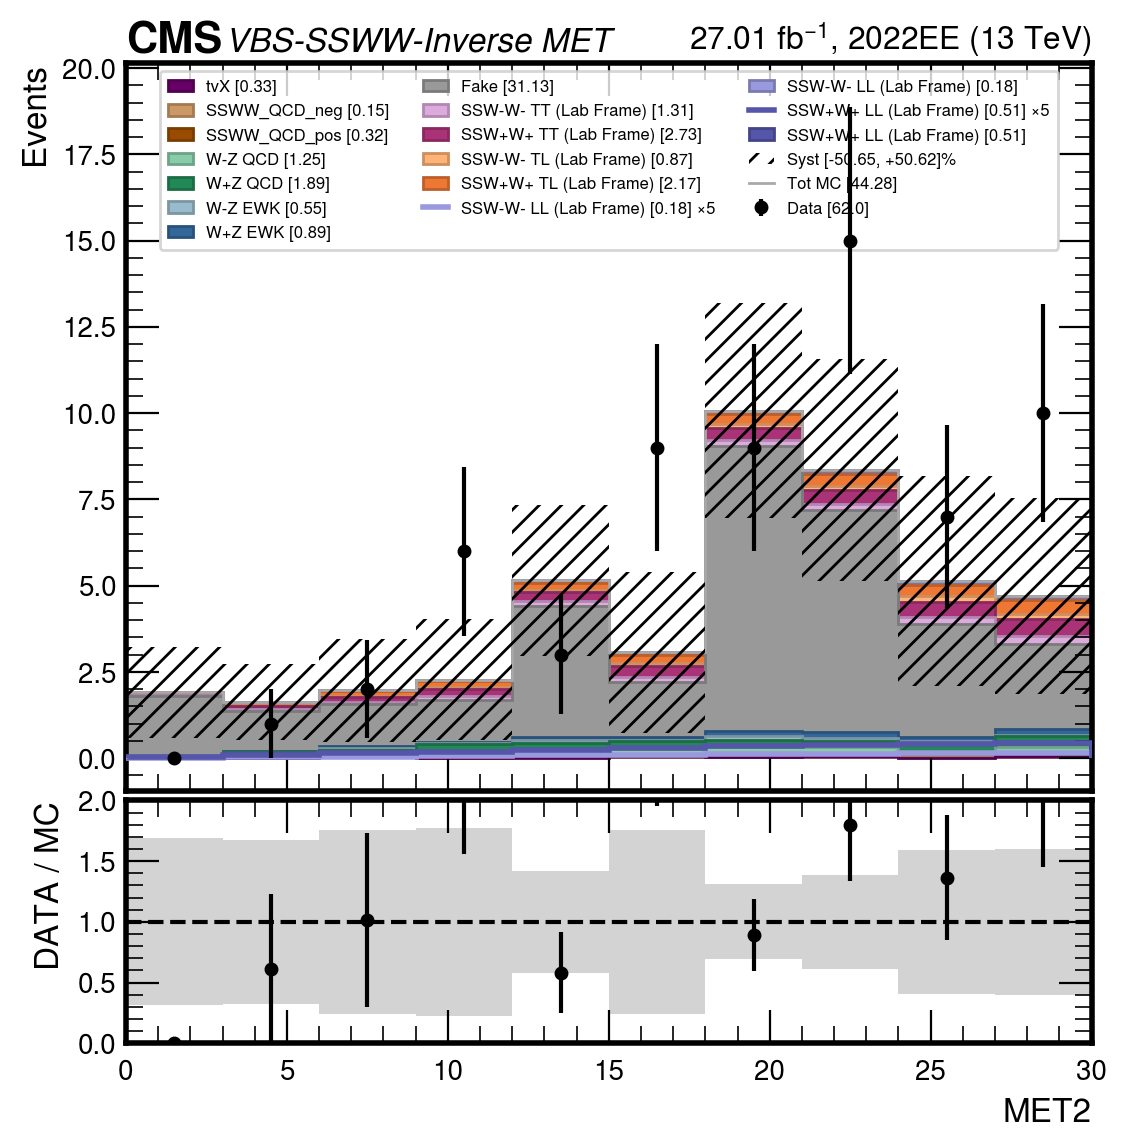 CMS VBS-SSWW-Inverse MET 27.01 fb⁻¹, 2022EE (13 TeV)
Events
20.0
17.5
15.0
12.5
10.0
7.5
5.0
2.5
0.0
tvX [0.33]
SSWW_QCD_neg [0.15]
SSWW_QCD_pos [0.32]
W-Z QCD [1.25]
W+Z QCD [1.89]
W-Z EWK [0.55]
W+Z EWK [0.89]
Fake [31.13]
SSW-W- TT (Lab Frame) [1.31]
SSW+W+ TT (Lab Frame) [2.73]
SSW-W- TL (Lab Frame) [0.87]
SSW+W+ TL (Lab Frame) [2.17]
SSW-W- LL (Lab Frame) [0.18] ×5
SSW-W- LL (Lab Frame) [0.18]
SSW+W+ LL (Lab Frame) [0.51] ×5
SSW+W+ LL (Lab Frame) [0.51]
Syst [-50.65, +50.62]%
Tot MC [44.28]
Data [62.0]
DATA / MC
2.0
1.5
1.0
0.5
0.0
0 5 10 15 20 25 30
MET2